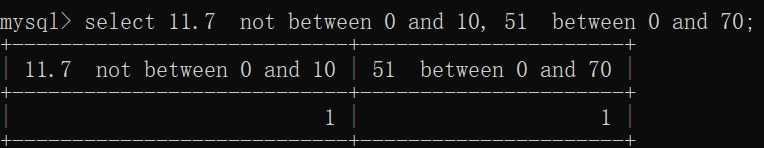 mysql> select 11.7  not between 0 and 10, 51  between 0 and 70;
+-----------------------------+----------------------+
| 11.7  not between 0 and 10 | 51  between 0 and 70 |
+-----------------------------+----------------------+
|                          1 |                    1 |
+-----------------------------+----------------------+